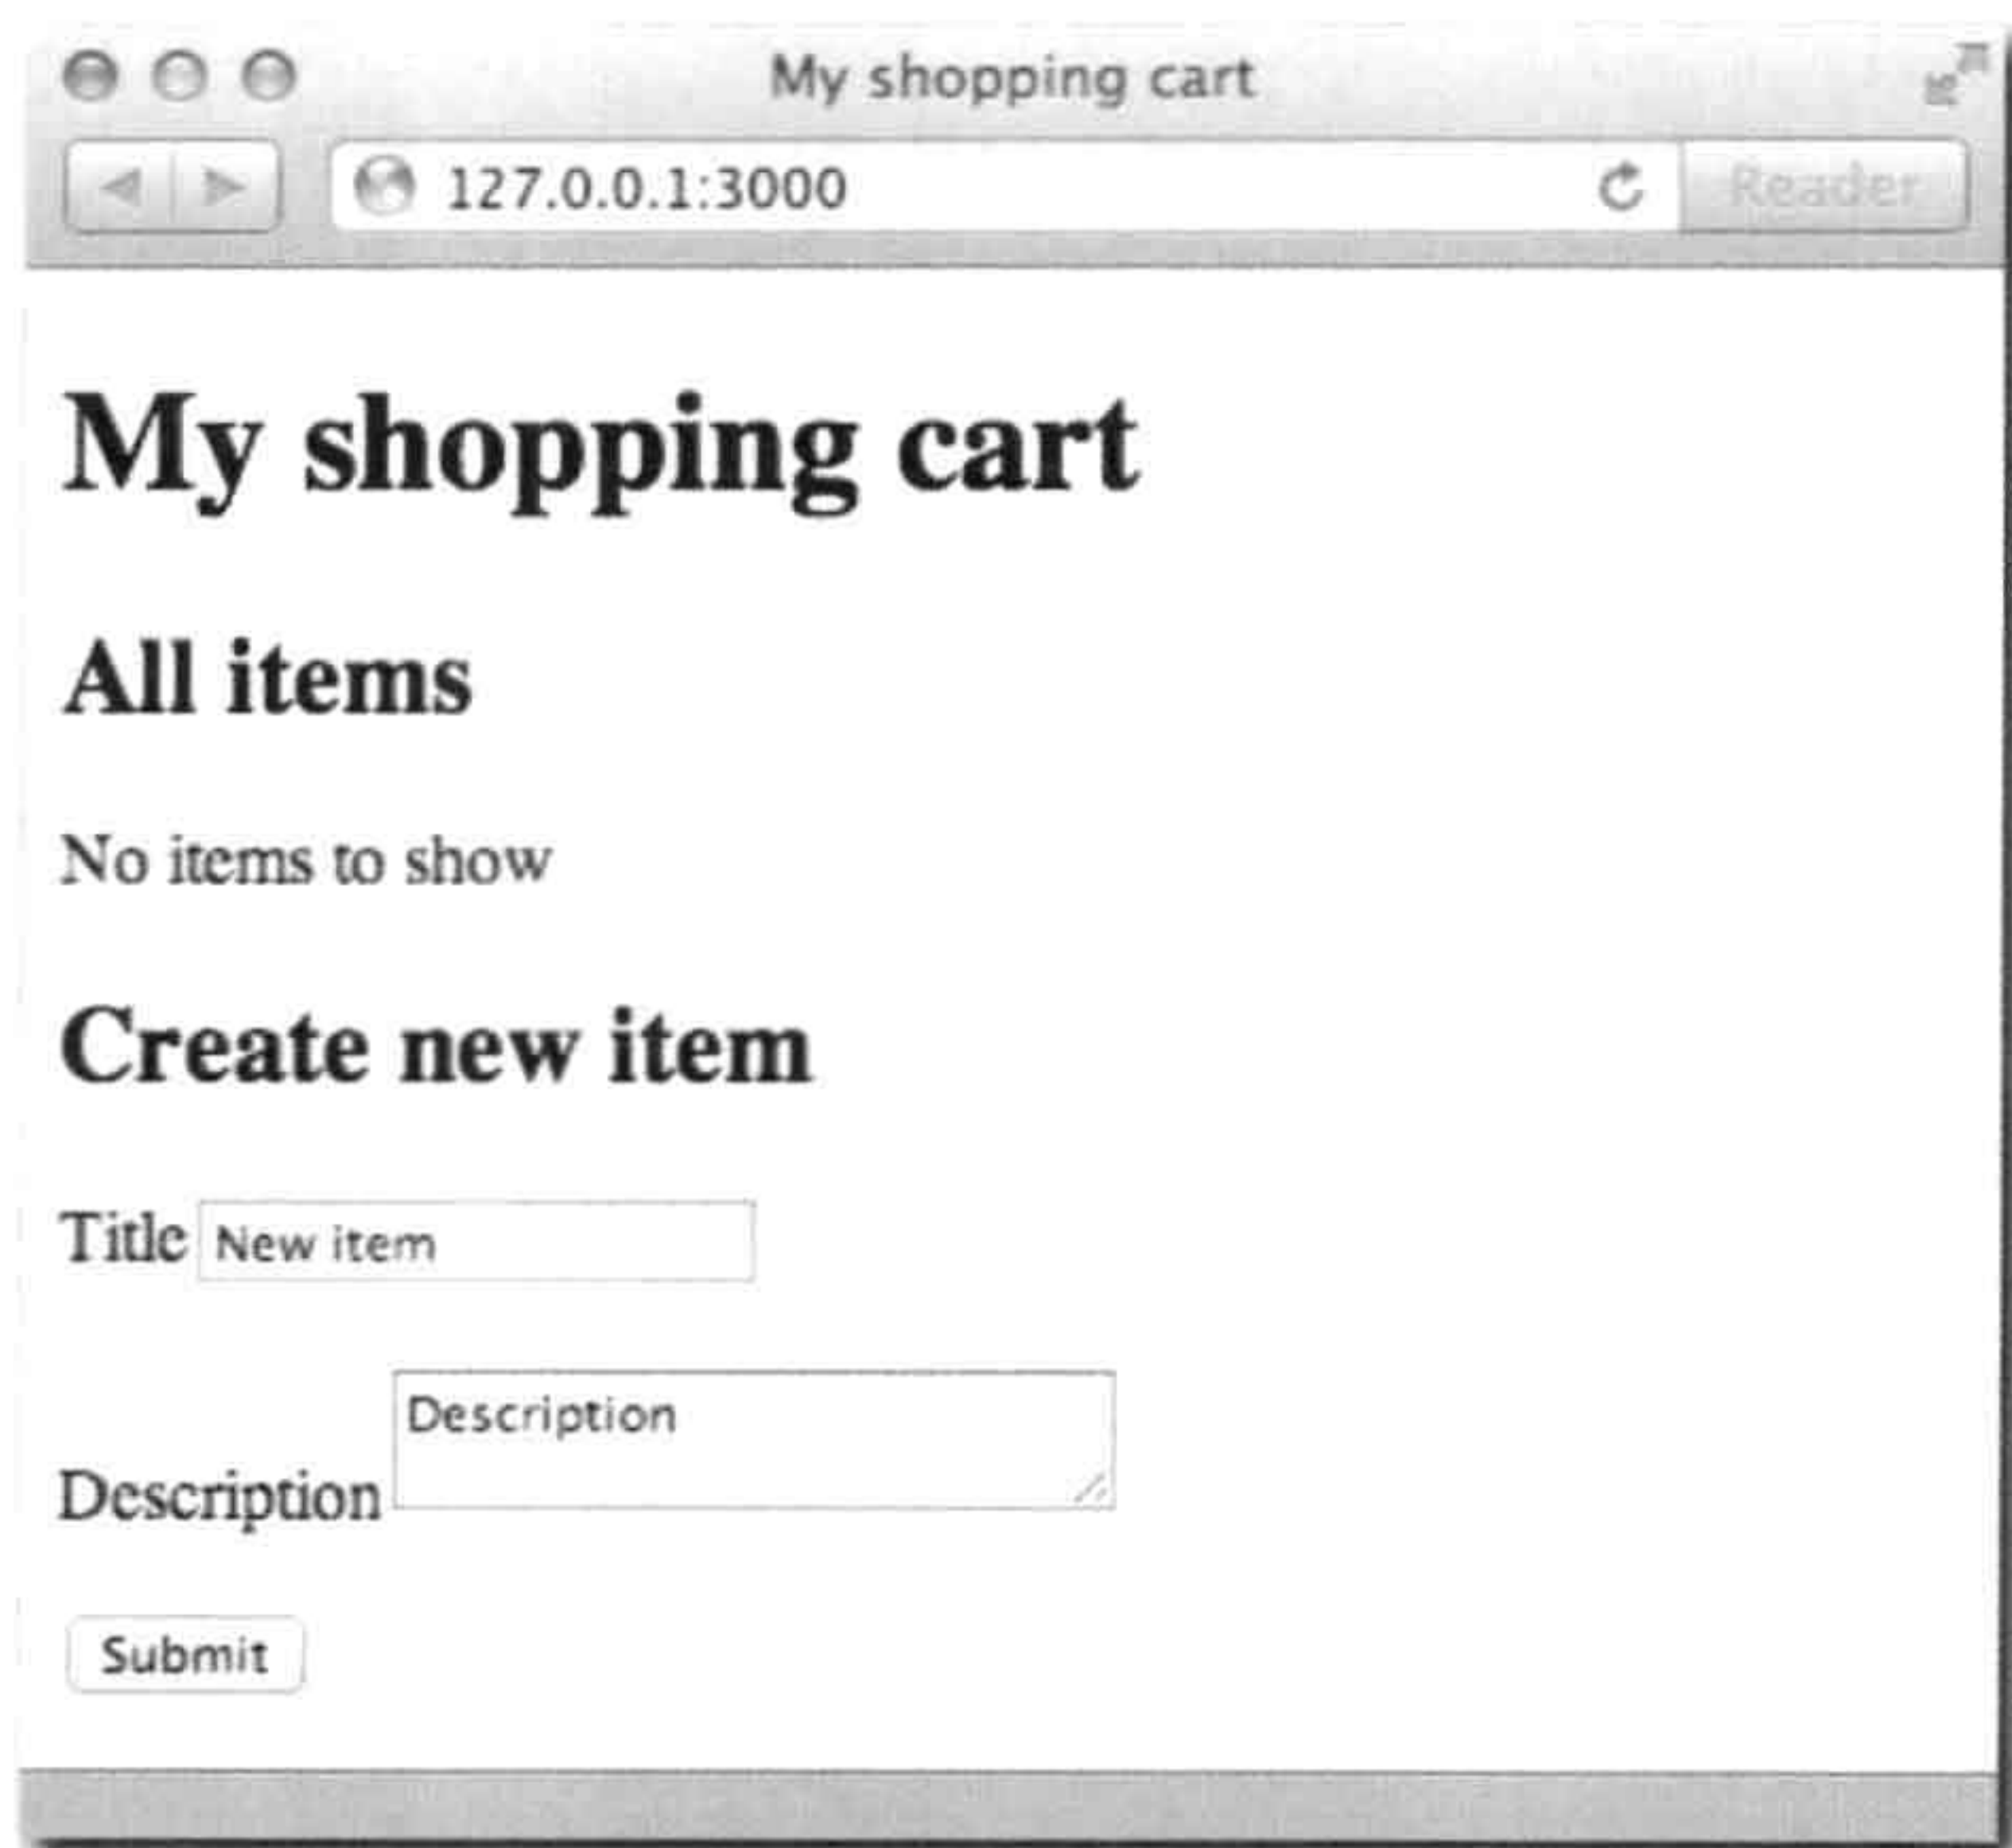 My shopping cart
127.0.0.1:3000 Reader
My shopping cart
All items
No items to show
Create new item
Title New item
Description
Description
Submit